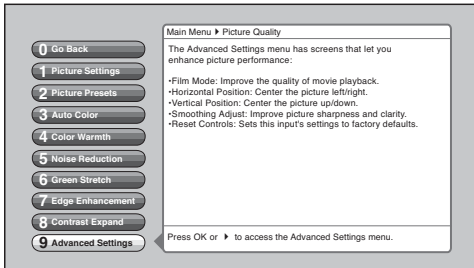 Main Menu ▶ Picture Quality
0 Go Back
1 Picture Settings
2 Picture Presets
3 Auto Color
4 Color Warmth
5 Noise Reduction
6 Green Stretch
7 Edge Enhancement
8 Contrast Expand
9 Advanced Settings
The Advanced Settings menu has screens that let you
enhance picture performance:
•Film Mode: Improve the quality of movie playback.
•Horizontal Position: Center the picture left/right.
•Vertical Position: Center the picture up/down.
•Smoothing Adjust: Improve picture sharpness and clarity.
•Reset Controls: Sets this input's settings to factory defaults.
Press OK or ▶ to access the Advanced Settings menu.